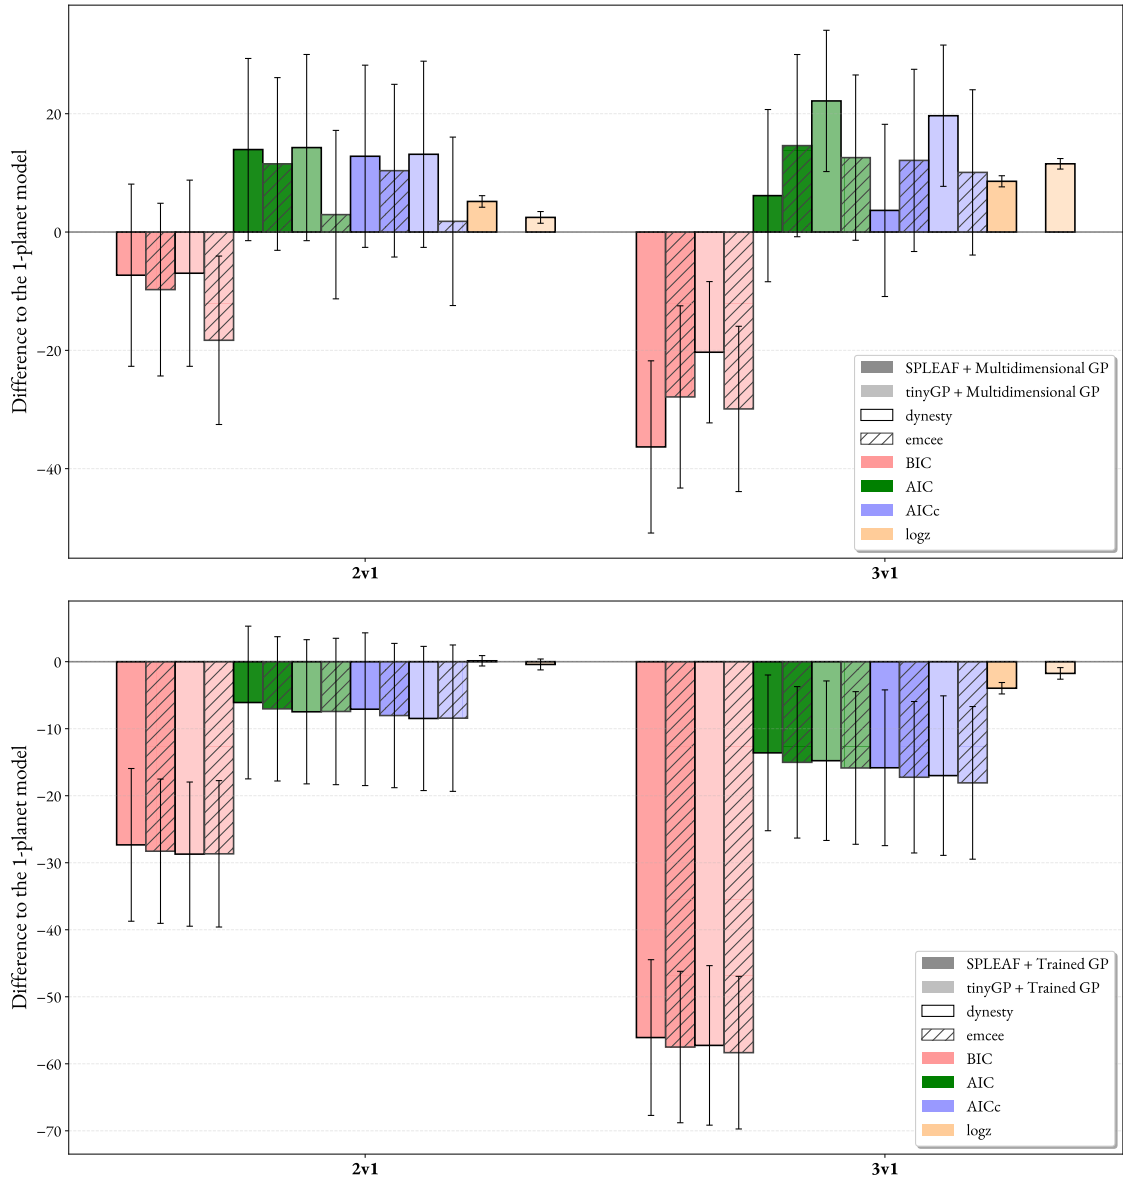 Difference to the 1-planet model
20
0
−20
−40
2v1
3v1
SPLEAF + Multidimensional GP
tinyGP + Multidimensional GP
dynesty
emcee
BIC
AIC
AICc
logz
Difference to the 1-planet model
0
−10
−20
−30
−40
−50
−60
−70
2v1
3v1
SPLEAF + Trained GP
tinyGP + Trained GP
dynesty
emcee
BIC
AIC
AICc
logz